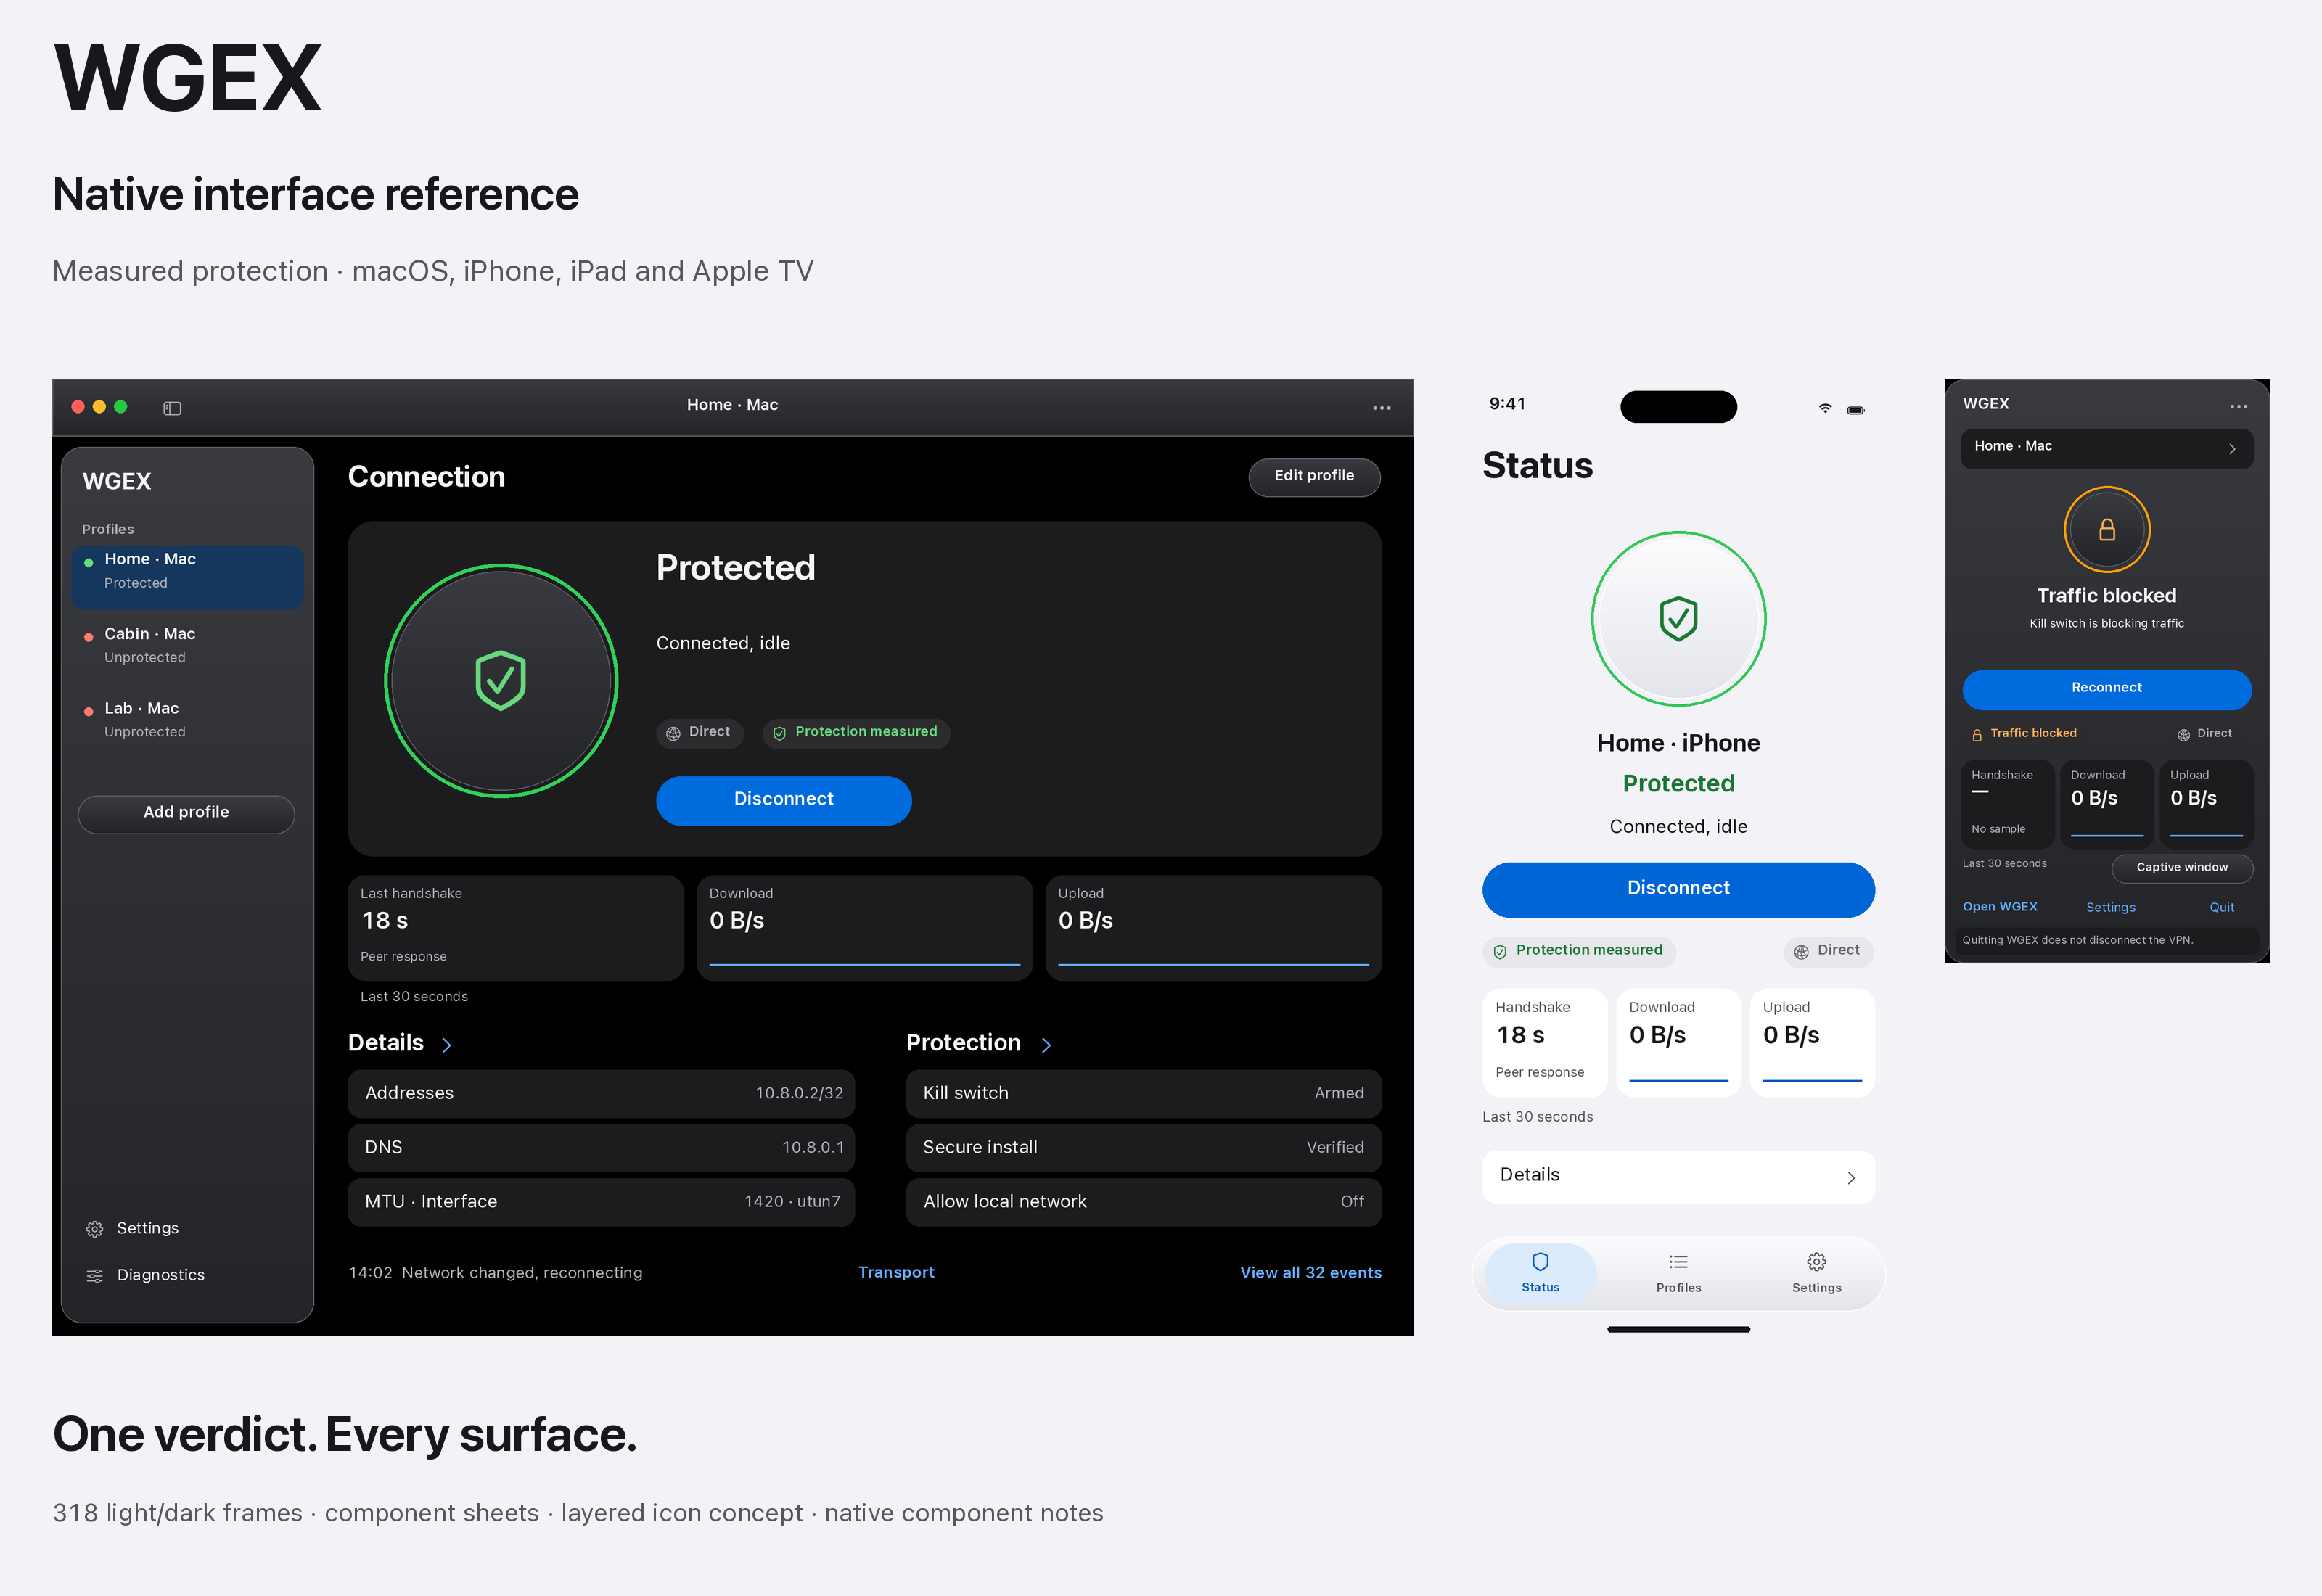 WGEX
Native interface reference
Measured protection · macOS, iPhone, iPad and Apple TV
Home · Mac
WGEX
Profiles
Home · Mac
Protected
Cabin · Mac
Unprotected
Lab · Mac
Unprotected
Add profile
Settings
Diagnostics
Connection
Edit profile
Protected
Connected, idle
Direct
Protection measured
Disconnect
Last handshake
18 s
Peer response
Download
0 B/s
Upload
0 B/s
Last 30 seconds
Details
Addresses
10.8.0.2/32
DNS
10.8.0.1
MTU · Interface
1420 · utun7
Protection
Kill switch
Armed
Secure install
Verified
Allow local network
Off
14:02 Network changed, reconnecting
Transport
View all 32 events
9:41
Status
Home · iPhone
Protected
Connected, idle
Disconnect
Protection measured
Direct
Handshake
18 s
Peer response
Download
0 B/s
Upload
0 B/s
Last 30 seconds
Details
Status
Profiles
Settings
WGEX
Home · Mac
Traffic blocked
Kill switch is blocking traffic
Reconnect
Traffic blocked
Direct
Handshake
—
No sample
Download
0 B/s
Upload
0 B/s
Last 30 seconds
Captive window
Open WGEX
Settings
Quit
Quitting WGEX does not disconnect the VPN.
One verdict. Every surface.
318 light/dark frames · component sheets · layered icon concept · native component notes